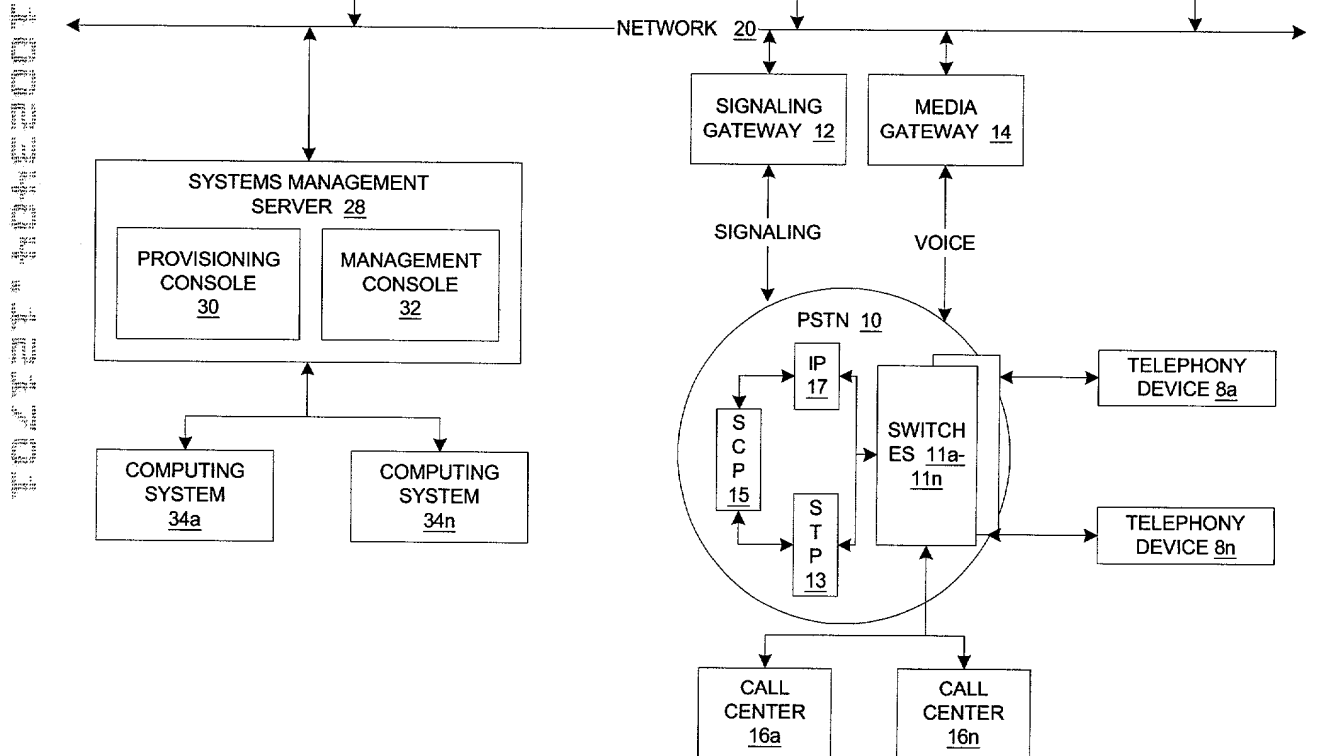 NETWORK 20
SIGNALING
GATEWAY 12
MEDIA
GATEWAY 14
SYSTEMS MANAGEMENT
SERVER 28
PROVISIONING
CONSOLE
30
MANAGEMENT
CONSOLE
32
SIGNALING
VOICE
PSTN 10
IP
17
S
C
P
15
S
T
P
13
SWITCH
ES 11a-
11n
TELEPHONY
DEVICE 8a
TELEPHONY
DEVICE 8n
COMPUTING
SYSTEM
34a
COMPUTING
SYSTEM
34n
CALL
CENTER
16a
CALL
CENTER
16n